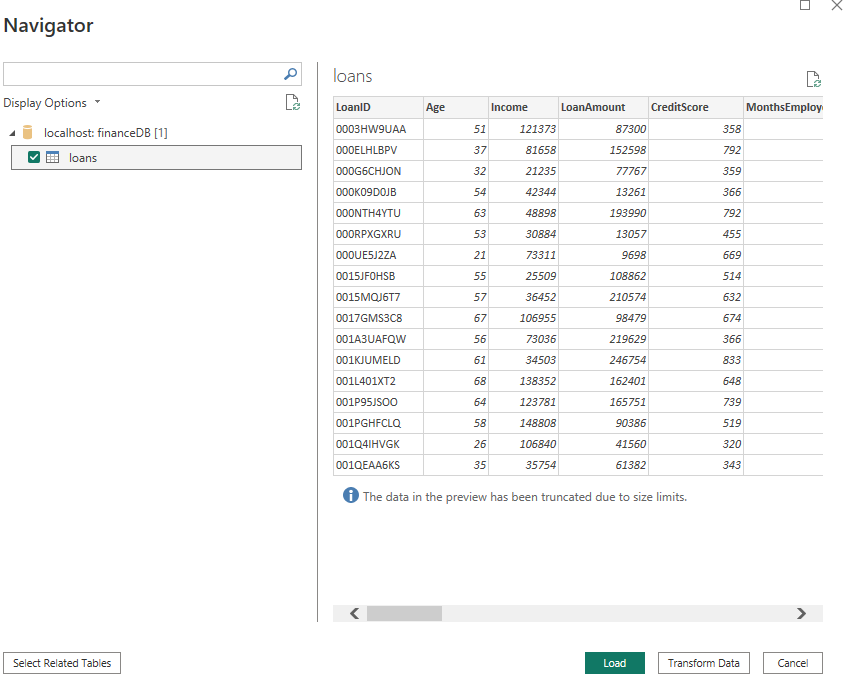 Navigator
Display Options
localhost: financeDB [1]
loans
loans
LoanID Age Income LoanAmount CreditScore MonthsEmploye
0003HW9UAA 51 121373 87300 358
000ELHLBPV 37 81658 152598 792
000G6CHJON 32 21235 77767 359
000K09D0JB 54 42344 13261 366
000NTH4YTU 63 48898 193990 792
000RPXGXRU 53 30884 13057 455
000UE5J2ZA 21 73311 9698 669
0015JF0HSB 55 25509 108862 514
0015MQJ6T7 57 36452 210574 632
0017GMS3C8 67 106955 98479 674
001A3UAFQW 56 73036 219629 366
001KJUMELD 61 34503 246754 833
001L401XT2 68 138352 162401 648
001P95JSOO 64 123781 165751 739
001PGHFCLQ 58 148808 90386 519
001Q4IHVGK 26 106840 41560 320
001QEAA6KS 35 35754 61382 343
The data in the preview has been truncated due to size limits.
Select Related Tables
Load
Transform Data
Cancel